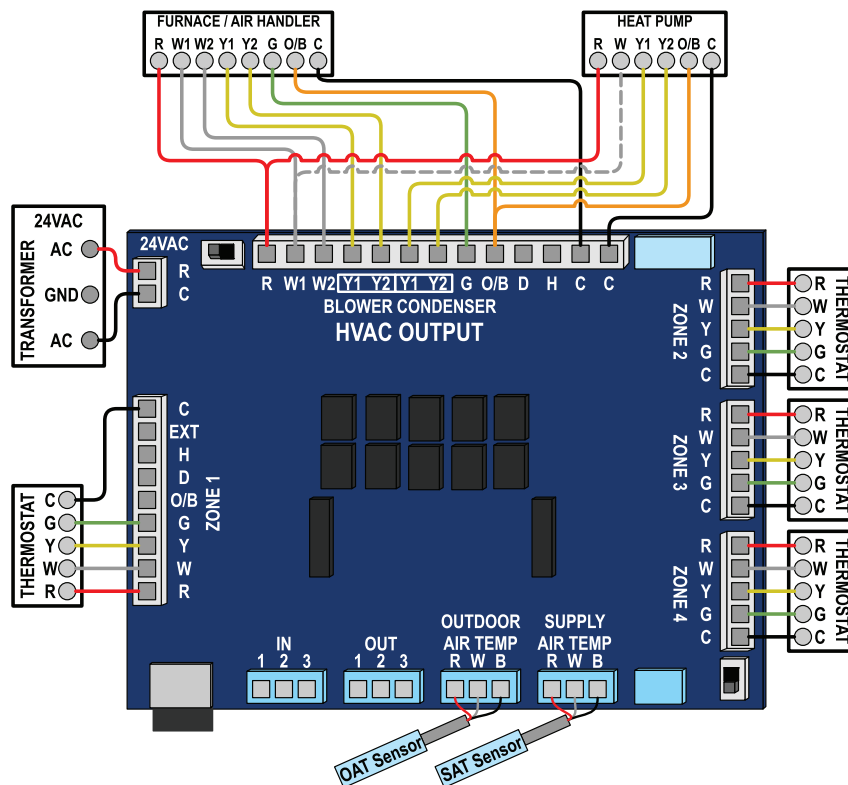 FURNACE / AIR HANDLER
R W1 W2 Y1 Y2 G O/B C
HEAT PUMP
R W Y1 Y2 O/B C
TRANSFORMER
24VAC
AC
GND
AC
24VAC
R
C
R W1 W2 Y1 Y2 Y1 Y2 G O/B D H C C
BLOWER CONDENSER
HVAC OUTPUT
THERMOSTAT
C
G
Y
W
R
C
EXT
H
D
O/B
G
Y
W
R
ZONE 1
ZONE 2
R
W
Y
G
C
R
W
Y
G
C
THERMOSTAT
ZONE 3
R
W
Y
G
C
R
W
Y
G
C
THERMOSTAT
ZONE 4
R
W
Y
G
C
R
W
Y
G
C
THERMOSTAT
IN
1 2 3
OUT
1 2 3
OUTDOOR
AIR TEMP
R W B
SUPPLY
AIR TEMP
R W B
OAT Sensor
SAT Sensor